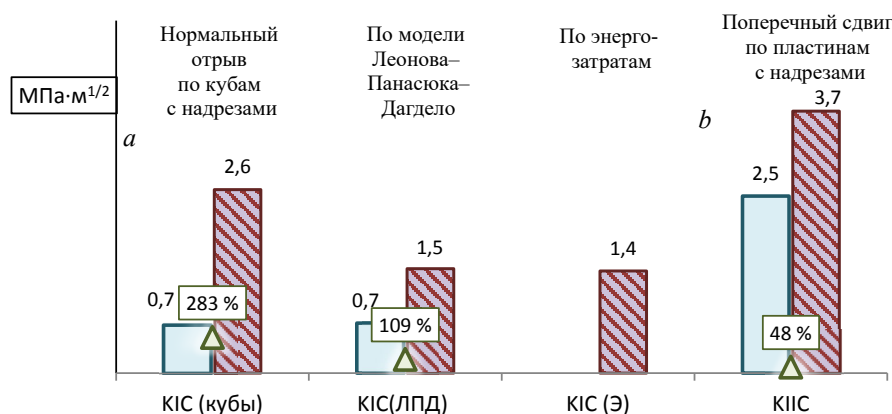 Нормальный
отрыв
по кубам
с надрезами
По модели
Леонова–
Панасюка–
Дагдело
По энерго-
затратам
Поперечный сдвиг
по пластинам
с надрезами
МПа·м1/2
a
b
0,7
2,6
283 %
0,7
1,5
109 %
1,4
2,5
3,7
48 %
KIC (кубы)
KIC(ЛПД)
KIC (Э)
KIIC